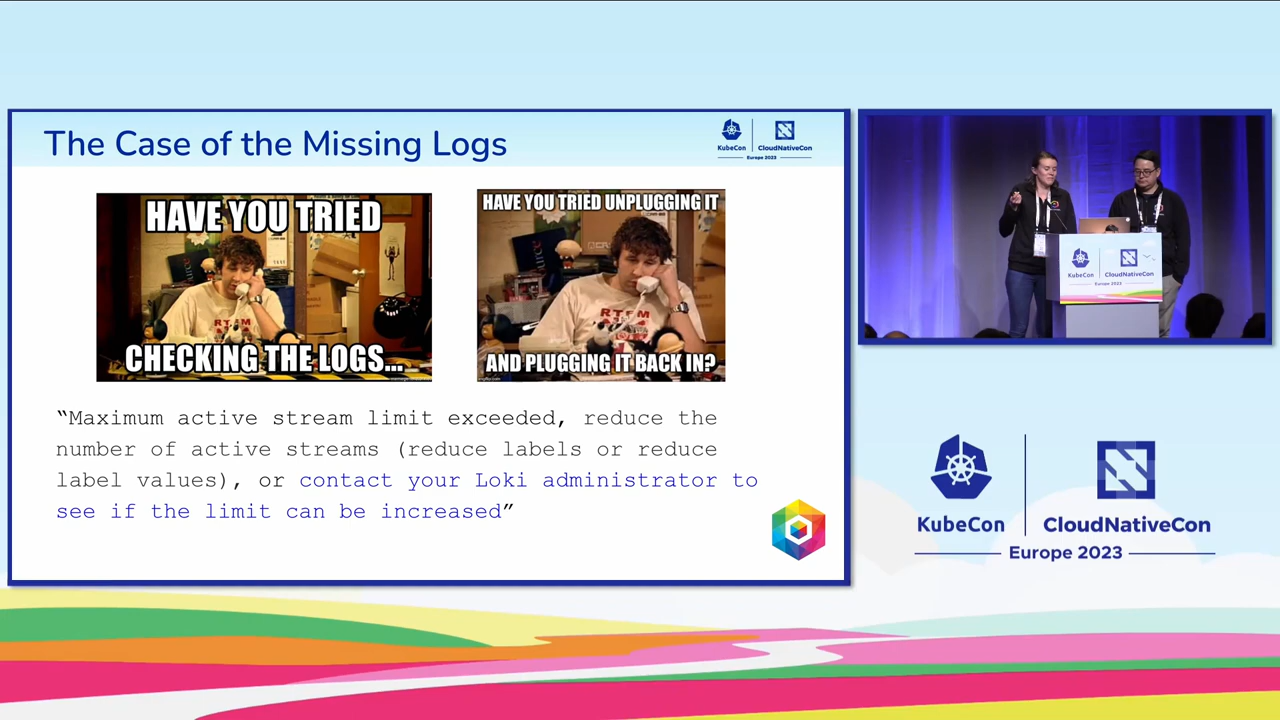 The Case of the Missing Logs
KubeCon
CloudNativeCon
Europe 2023
HAVE YOU TRIED
CHECKING THE LOGS...
HAVE YOU TRIED UNPLUGGING IT
AND PLUGGING IT BACK IN?
RTFM
RTFM
“Maximum active stream limit exceeded, reduce the
number of active streams (reduce labels or reduce
label values), or contact your Loki administrator to
see if the limit can be increased”
KubeCon
CloudNativeCon
Europe 2023
KubeCon
CloudNativeCon
Europe 2023